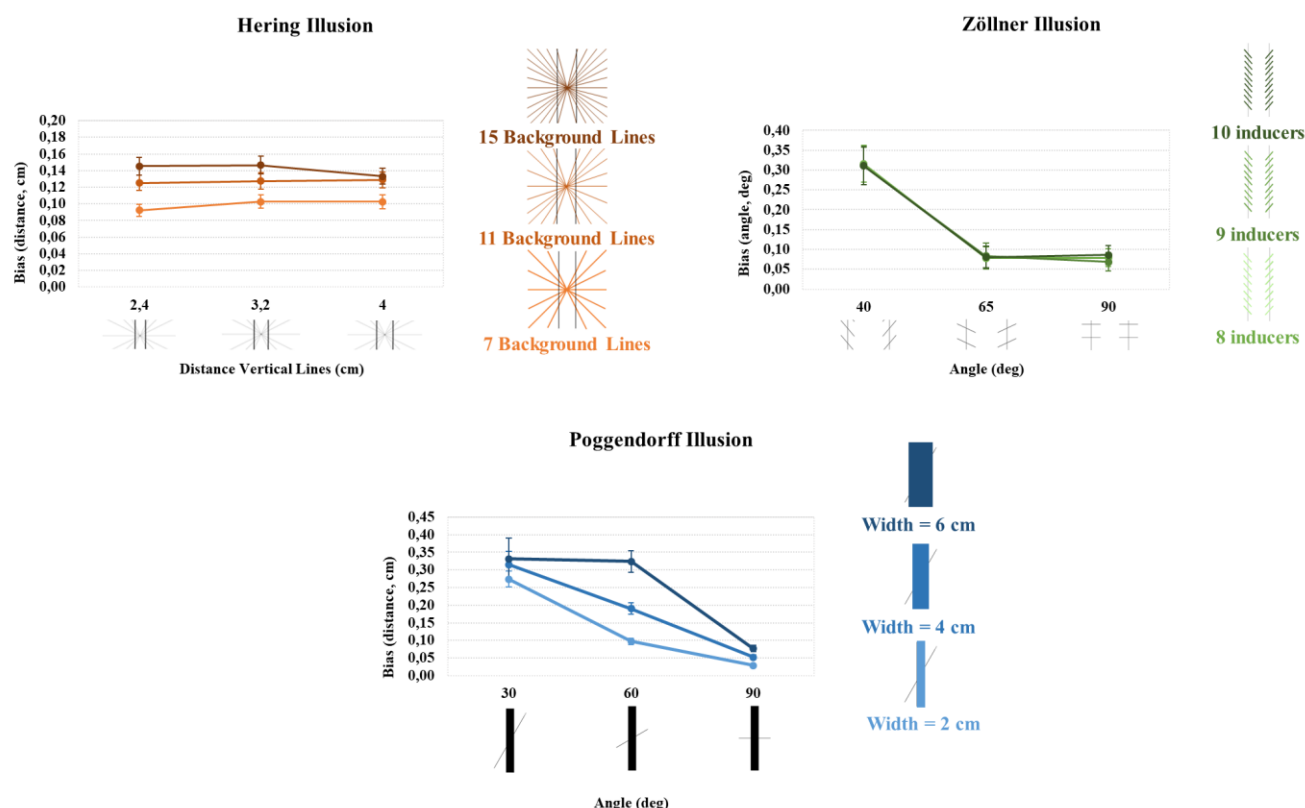 Hering Illusion
Bias (distance, cm)
0,20
0,18
0,16
0,14
0,12
0,10
0,08
0,06
0,04
0,02
0,00
2,4 3,2 4
Distance Vertical Lines (cm)
15 Background Lines
11 Background Lines
7 Background Lines
Zöllner Illusion
Bias (angle, deg)
0,40
0,35
0,30
0,25
0,20
0,15
0,10
0,05
0,00
40 65 90
Angle (deg)
10 inducers
9 inducers
8 inducers
Poggendorff Illusion
Bias (distance, cm)
0,45
0,40
0,35
0,30
0,25
0,20
0,15
0,10
0,05
0,00
30 60 90
Angle (deg)
Width = 6 cm
Width = 4 cm
Width = 2 cm